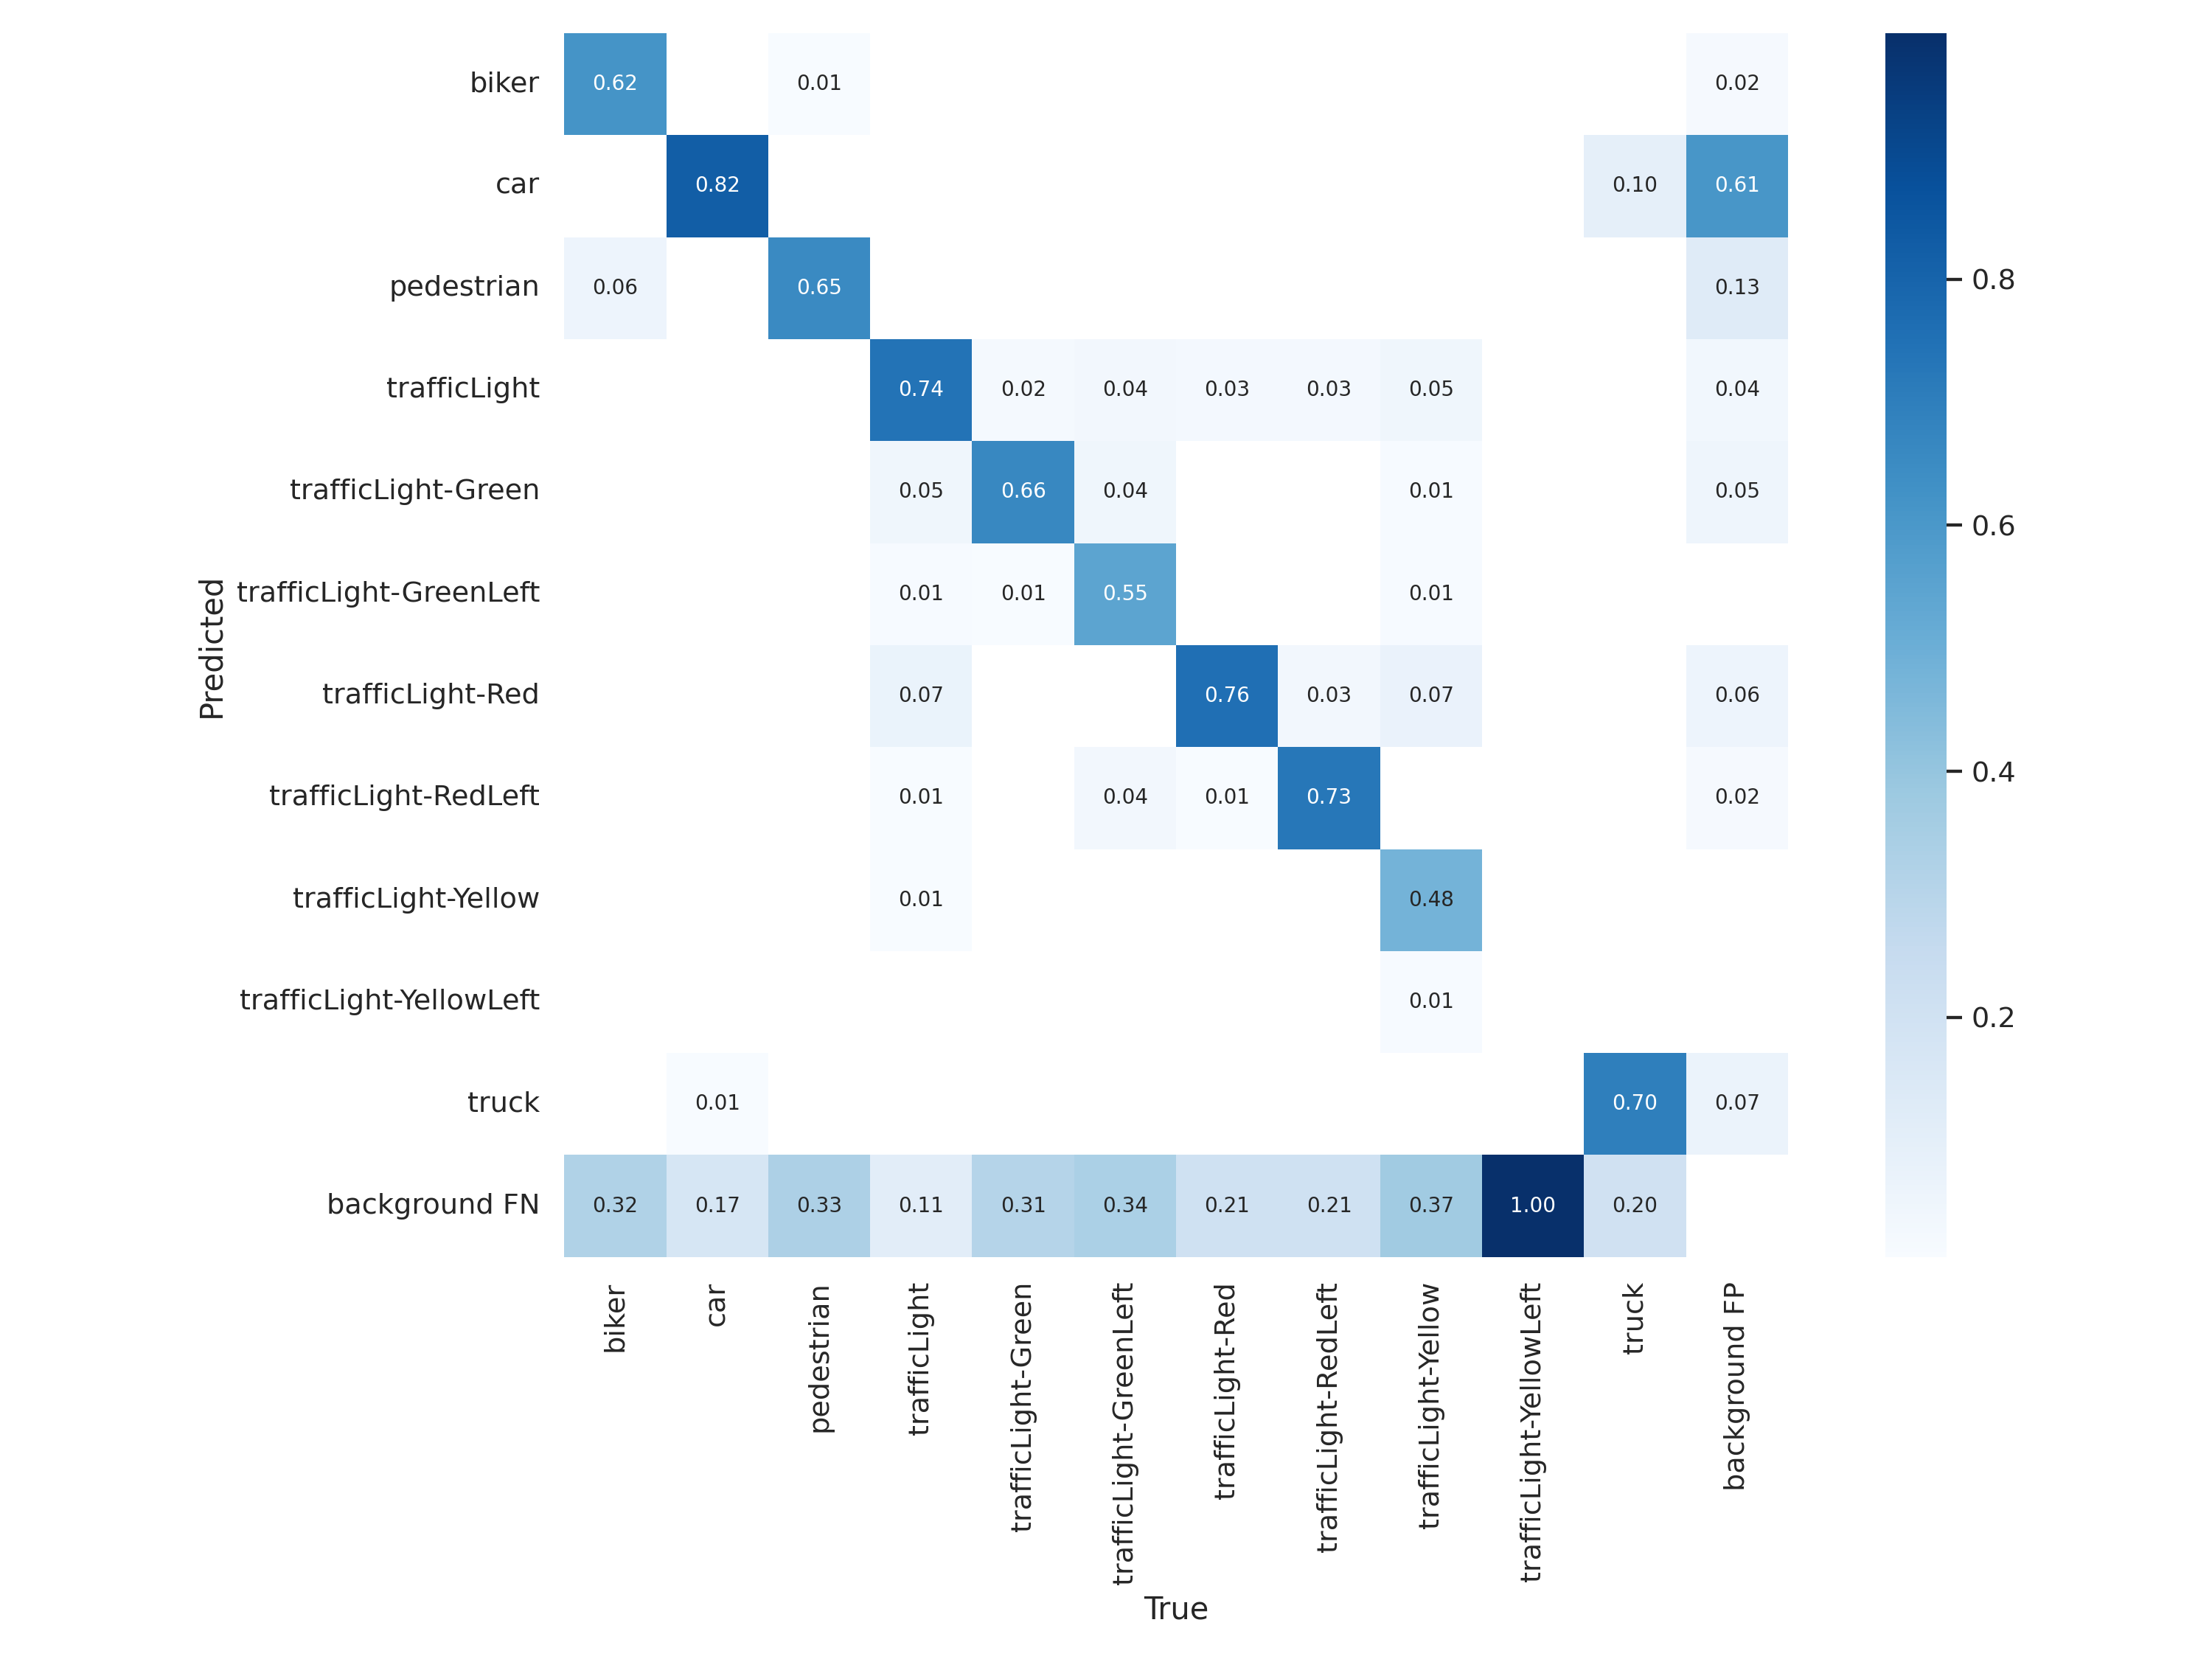 biker 0.62 0.01 0.02
car 0.82 0.10 0.61
pedestrian 0.06 0.65 0.13
trafficLight 0.74 0.02 0.04 0.03 0.03 0.05 0.04
trafficLight-Green 0.05 0.66 0.04 0.01 0.05
trafficLight-GreenLeft 0.01 0.01 0.55 0.01
trafficLight-Red 0.07 0.76 0.03 0.07 0.06
trafficLight-RedLeft 0.01 0.04 0.01 0.73 0.02
trafficLight-Yellow 0.01 0.48
trafficLight-YellowLeft 0.01
truck 0.01 0.70 0.07
background FN 0.32 0.17 0.33 0.11 0.31 0.34 0.21 0.21 0.37 1.00 0.20
Predicted
biker
car
pedestrian
trafficLight
trafficLight-Green
trafficLight-GreenLeft
trafficLight-Red
trafficLight-RedLeft
trafficLight-Yellow
trafficLight-YellowLeft
truck
background FP
True
0.8
0.6
0.4
0.2